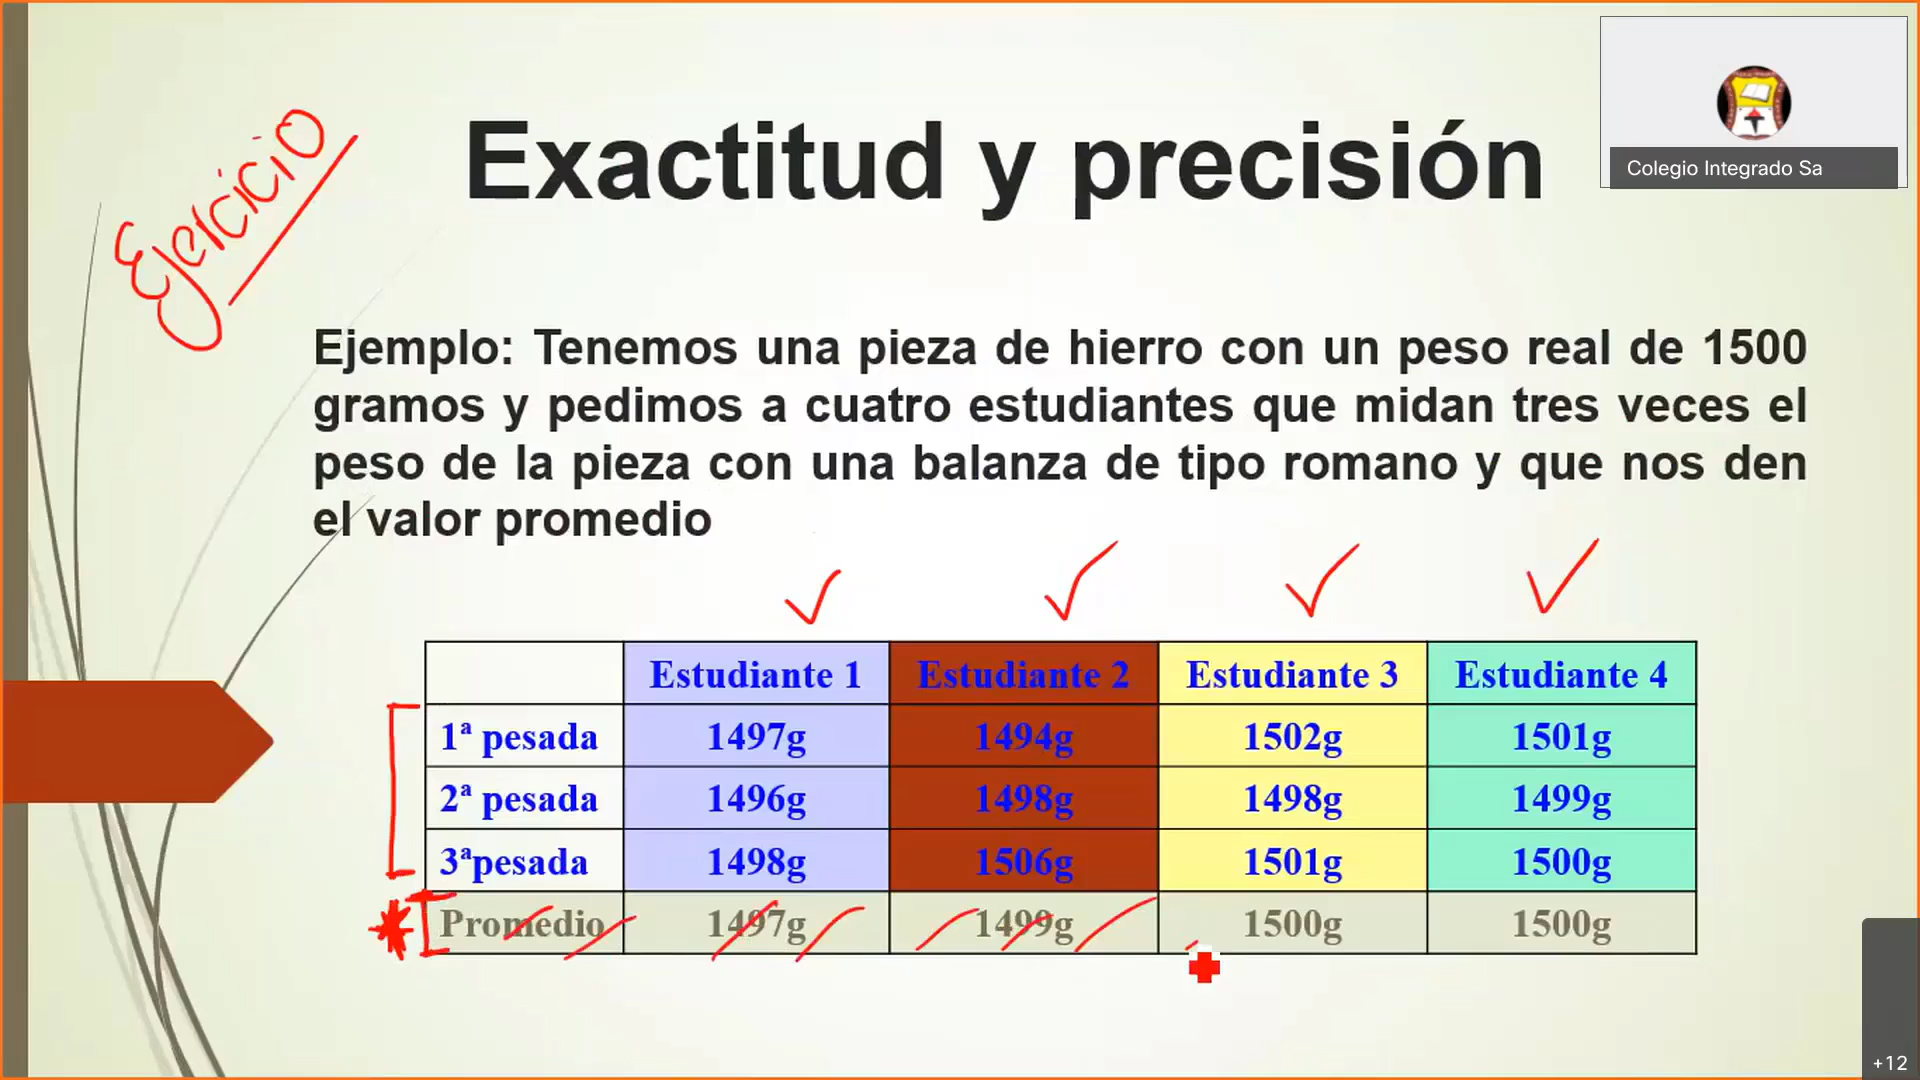 Colegio Integrado Sa
Ejercicio
Exactitud y precisión
Ejemplo: Tenemos una pieza de hierro con un peso real de 1500
gramos y pedimos a cuatro estudiantes que midan tres veces el
peso de la pieza con una balanza de tipo romano y que nos den
el valor promedio
Estudiante 1 Estudiante 2 Estudiante 3 Estudiante 4
1ª pesada 1497g 1494g 1502g 1501g
2ª pesada 1496g 1498g 1498g 1499g
3ªpesada 1498g 1506g 1501g 1500g
Promedio 1497g 1499g 1500g 1500g
+12